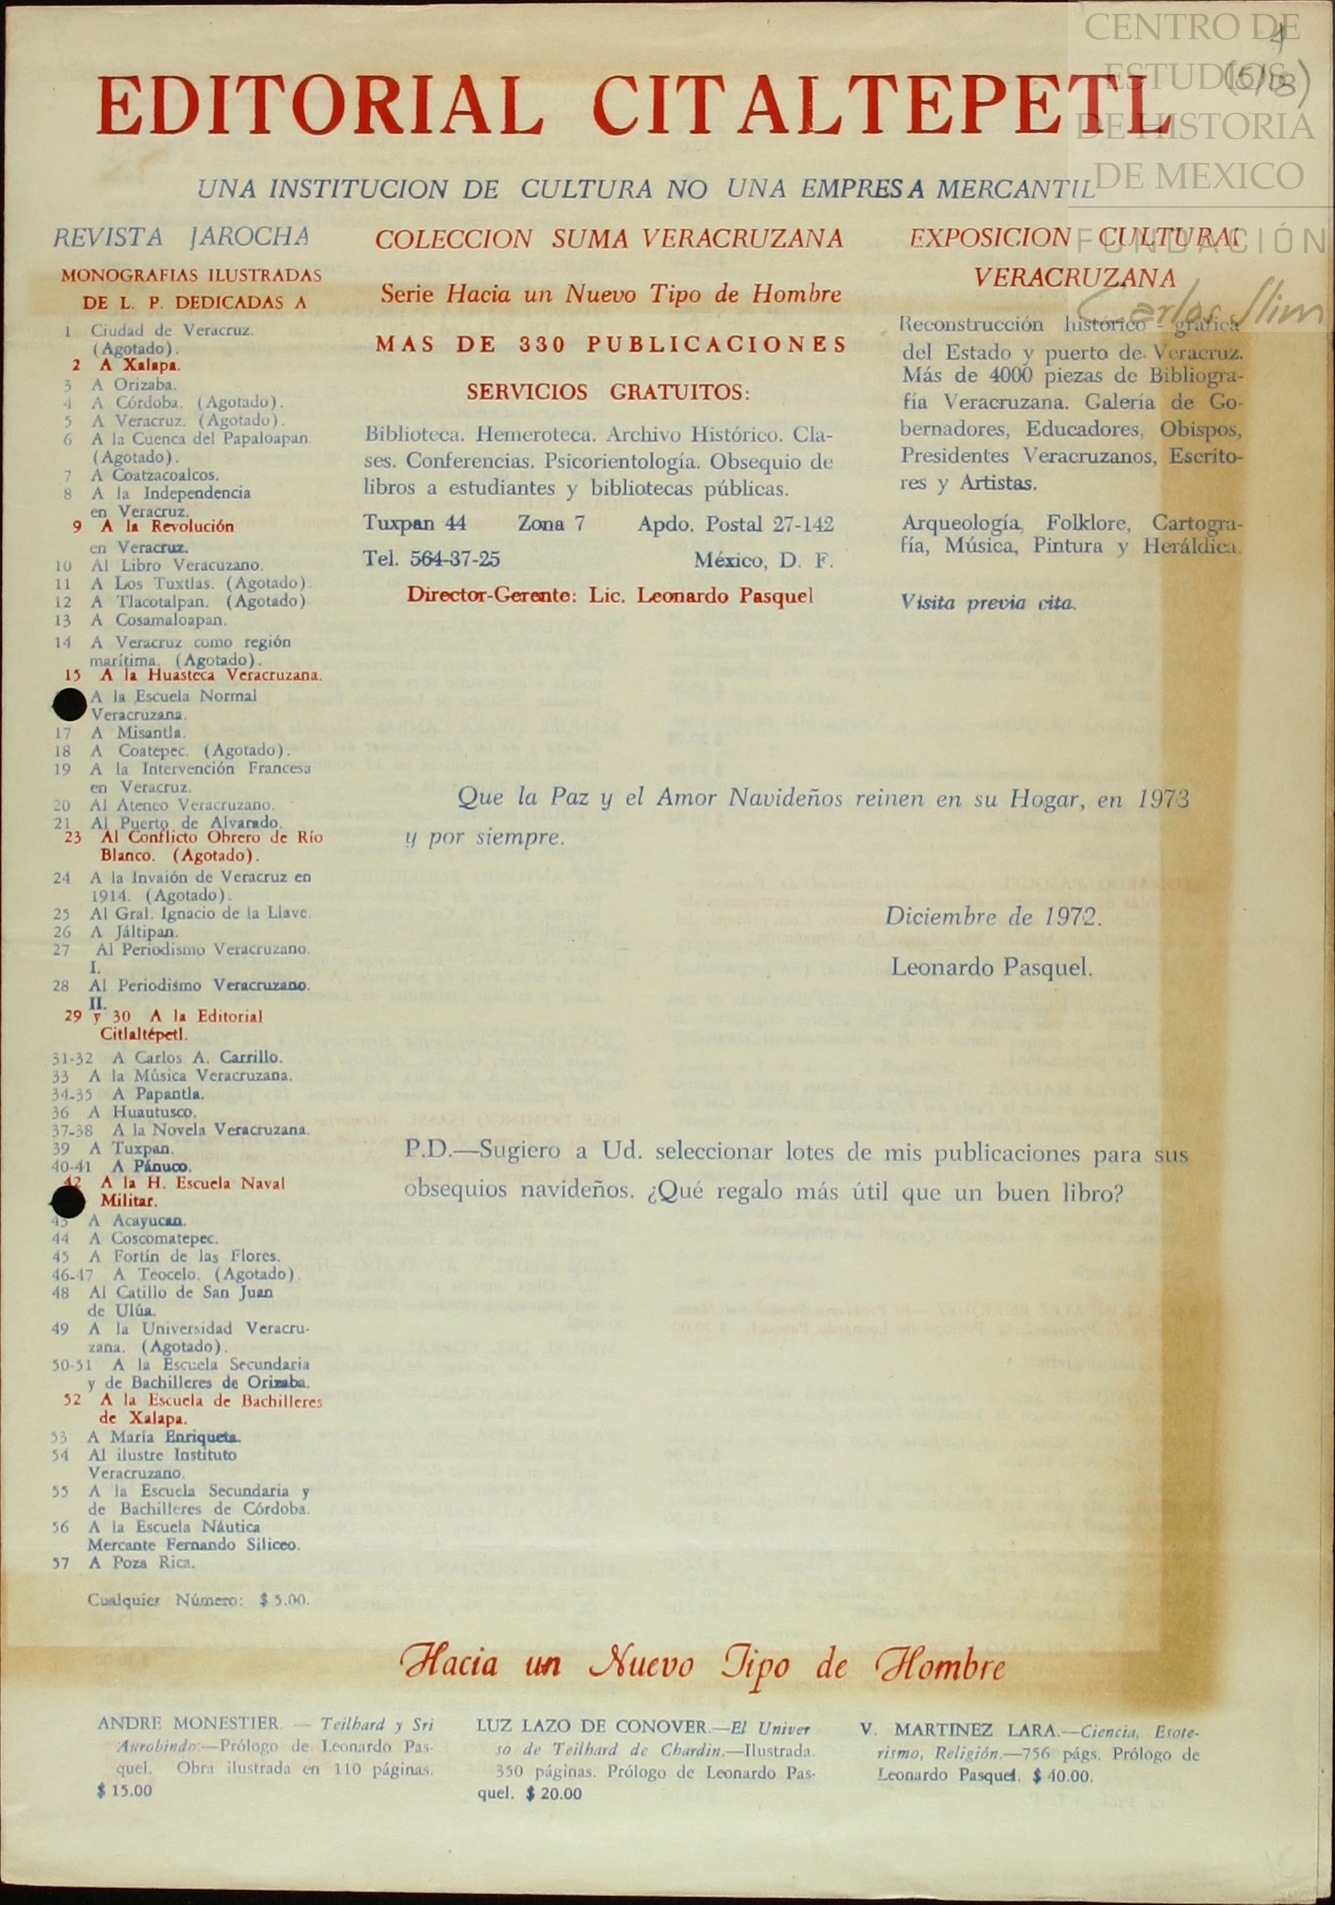 CENTRO DE
ESTUDIOS
DE HISTORIA
DE MEXICO
FUNDACIÓN
Carlos Slim
4
(5/13)
EDITORIAL CITALTEPETL
UNA INSTITUCION DE CULTURA NO UNA EMPRESA MERCANTIL
REVISTA JAROCHA
MONOGRAFIAS ILUSTRADAS
DE L. P. DEDICADAS A
1 Ciudad de Veracruz.
(Agotado).
2 A Xalapa.
3 A Orizaba.
4 A Córdoba. (Agotado).
5 A Veracruz. (Agotado).
6 A la Cuenca del Papaloapan.
(Agotado).
7 A Coatzacoalcos.
8 A la Independencia
en Veracruz.
9 A la Revolución
en Veracruz.
10 Al Libro Veracuzano.
11 A Los Tuxtlas. (Agotado).
12 A Tlacotalpan. (Agotado)
13 A Cosamaloapan.
14 A Veracruz como región
marítima. (Agotado).
15 A la Huasteca Veracruzana.
A la Escuela Normal
Veracruzana.
17 A Misantla.
18 A Coatepec. (Agotado).
19 A la Intervención Francesa
en Veracruz.
20 Al Ateneo Veracruzano.
21 Al Puerto de Alvarado.
23 Al Conflicto Obrero de Río
Blanco. (Agotado).
24 A la Invaión de Veracruz en
1914. (Agotado).
25 Al Gral. Ignacio de la Llave.
26 A Jáltipan.
27 Al Periodismo Veracruzano.
I.
28 Al Periodismo Veracruzano.
II.
29 y 30 A la Editorial
Citlaltépetl.
31-32 A Carlos A. Carrillo.
33 A la Música Veracruzana.
34-35 A Papantla.
36 A Huautusco.
37-38 A la Novela Veracruzana.
39 A Tuxpan.
40-41 A Pánuco.
42 A la H. Escuela Naval
Militar.
43 A Acayucan.
44 A Coscomatepec.
45 A Fortín de las Flores.
46-47 A Teocelo. (Agotado).
48 Al Catillo de San Juan
de Ulúa.
49 A la Universidad Veracru-
zana. (Agotado).
50-51 A la Escuela Secundaria
y de Bachilleres de Orizaba.
52 A la Escuela de Bachilleres
de Xalapa.
53 A María Enriqueta.
54 Al ilustre Instituto
Veracruzano.
55 A la Escuela Secundaria y
de Bachilleres de Córdoba.
56 A la Escuela Náutica
Mercante Fernando Siliceo.
57 A Poza Rica.
Cualquier Número: $ 5.00.
COLECCION SUMA VERACRUZANA
Serie Hacia un Nuevo Tipo de Hombre
MAS DE 330 PUBLICACIONES
SERVICIOS GRATUITOS:
Biblioteca. Hemeroteca. Archivo Histórico. Cla-
ses. Conferencias. Psicorientología. Obsequio de
libros a estudiantes y bibliotecas públicas.
Tuxpan 44 Zona 7 Apdo. Postal 27-142
Tel. 564-37-25 México, D. F.
Director-Gerente: Lic. Leonardo Pasquel
EXPOSICION CULTURAL
VERACRUZANA
Reconstrucción histórico - gráfica
del Estado y puerto de Veracruz.
Más de 4000 piezas de Bibliogra-
fía Veracruzana. Galería de Go-
bernadores, Educadores, Obispos,
Presidentes Veracruzanos, Escrito-
res y Artistas.
Arqueología, Folklore, Cartogra-
fía, Música, Pintura y Heráldica.
Visita previa cita.
Que la Paz y el Amor Navideños reinen en su Hogar, en 1973
y por siempre.
Diciembre de 1972.
Leonardo Pasquel.
P.D.—Sugiero a Ud. seleccionar lotes de mis publicaciones para sus
obsequios navideños. ¿Qué regalo más útil que un buen libro?
Hacia un Nuevo Tipo de Hombre
ANDRE MONESTIER. — Teilhard y Sri
Aurobindo.—Prólogo de Leonardo Pas-
quel. Obra ilustrada en 110 páginas.
$ 15.00
LUZ LAZO DE CONOVER.—El Univer
so de Teilhard de Chardin.—Ilustrada.
350 páginas. Prólogo de Leonardo Pas-
quel. $ 20.00
V. MARTINEZ LARA.—Ciencia, Esote-
rismo, Religión.—756 págs. Prólogo de
Leonardo Pasquel. $ 40.00.